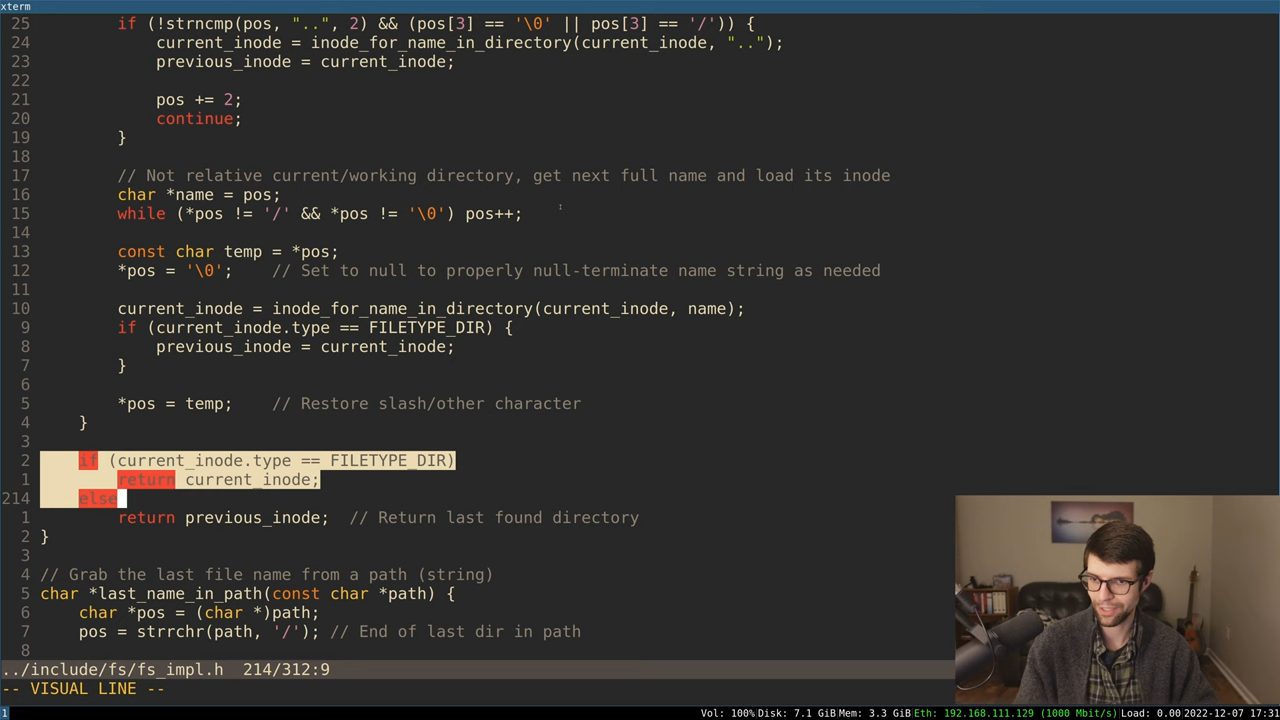 xterm
25 if (!strncmp(pos, "..", 2) && (pos[3] == '\0' || pos[3] == '/')) {
24 current_inode = inode_for_name_in_directory(current_inode, "..");
23 previous_inode = current_inode;
22
21 pos += 2;
20 continue;
19 }
18
17 // Not relative current/working directory, get next full name and load its inode
16 char *name = pos;
15 while (*pos != '/' && *pos != '\0') pos++;
14
13 const char temp = *pos;
12 *pos = '\0'; // Set to null to properly null-terminate name string as needed
11
10 current_inode = inode_for_name_in_directory(current_inode, name);
9 if (current_inode.type == FILETYPE_DIR) {
8 previous_inode = current_inode;
7 }
6
5 *pos = temp; // Restore slash/other character
4 }
3
2 if (current_inode.type == FILETYPE_DIR)
1 return current_inode;
214 else
1 return previous_inode; // Return last found directory
2 }
3
4 // Grab the last file name from a path (string)
5 char *last_name_in_path(const char *path) {
6 char *pos = (char *)path;
7 pos = strrchr(path, '/'); // End of last dir in path
8
../include/fs/fs_impl.h 214/312:9
-- VISUAL LINE --
1 Vol: 100% Disk: 7.1 GiB Mem: 3.3 GiB Eth: 192.168.111.129 (1000 Mbit/s) Load: 0.00 2022-12-07 17:31